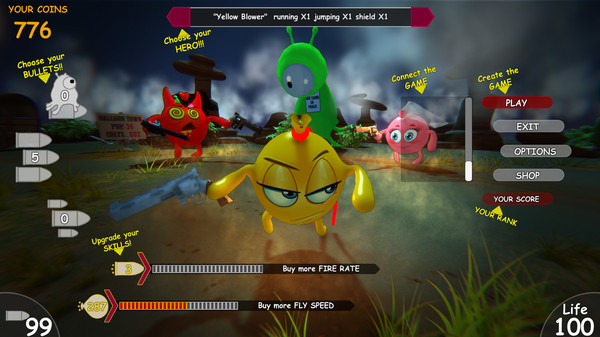 YOUR COINS
776
"Yellow Blower" running X1 jumping X1 shield X1
Choose your
HERO!!!
Choose your
BULLETS!!
0
5
0
Connect the
GAME
Create the
GAME
PLAY
EXIT
OPTIONS
SHOP
YOUR SCORE
YOUR RANK
Upgrade your
SKILLS!
3
Buy more FIRE RATE
287
Buy more FLY SPEED
99
Life
100